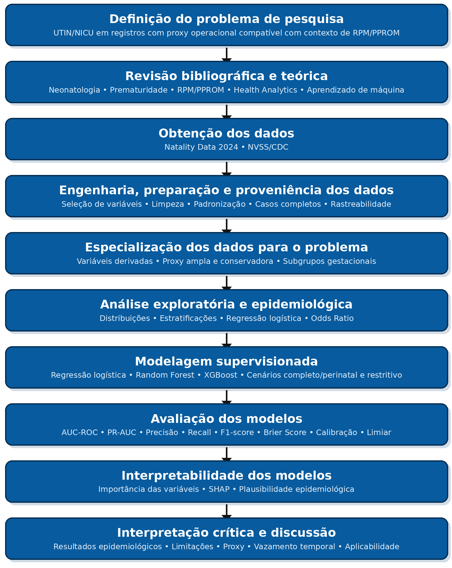 Definição do problema de pesquisa
UTIN/NICU em registros com proxy operacional compatível com contexto de RPM/PPROM
Revisão bibliográfica e teórica
Neonatologia • Prematuridade • RPM/PPROM • Health Analytics • Aprendizado de máquina
Obtenção dos dados
Natality Data 2024 • NVSS/CDC
Engenharia, preparação e proveniência dos dados
Seleção de variáveis • Limpeza • Padronização • Casos completos • Rastreabilidade
Especialização dos dados para o problema
Variáveis derivadas • Proxy ampla e conservadora • Subgrupos gestacionais
Análise exploratória e epidemiológica
Distribuições • Estratificações • Regressão logística • Odds Ratio
Modelagem supervisionada
Regressão logística • Random Forest • XGBoost • Cenários completo/perinatal e restritivo
Avaliação dos modelos
AUC-ROC • PR-AUC • Precisão • Recall • F1-score • Brier Score • Calibração • Limiar
Interpretabilidade dos modelos
Importância das variáveis • SHAP • Plausibilidade epidemiológica
Interpretação crítica e discussão
Resultados epidemiológicos • Limitações • Proxy • Vazamento temporal • Aplicabilidade